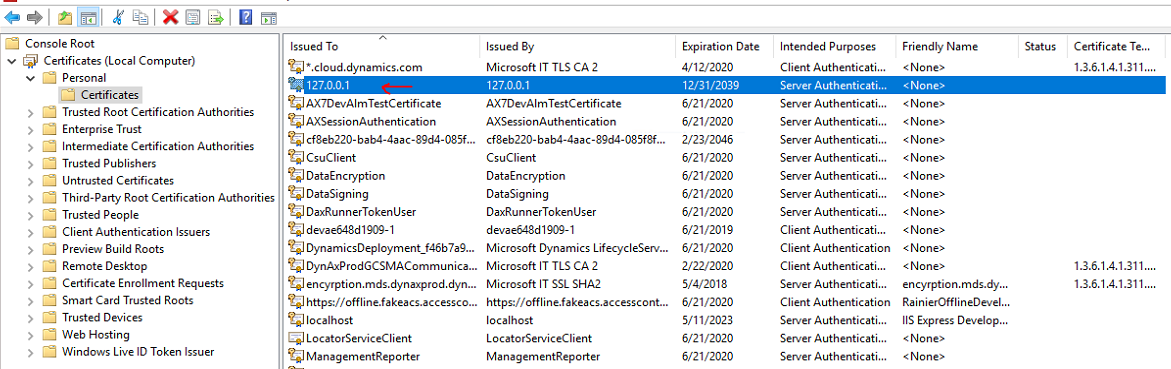 Console Root
Certificates (Local Computer)
Personal
Certificates
Trusted Root Certification Authorities
Enterprise Trust
Intermediate Certification Authorities
Trusted Publishers
Untrusted Certificates
Third-Party Root Certification Authorities
Trusted People
Client Authentication Issuers
Preview Build Roots
Remote Desktop
Certificate Enrollment Requests
Smart Card Trusted Roots
Trusted Devices
Web Hosting
Windows Live ID Token Issuer
Issued To Issued By Expiration Date Intended Purposes Friendly Name Status Certificate Te...
*.cloud.dynamics.com Microsoft IT TLS CA 2 4/12/2020 Client Authenticati... <None> 1.3.6.1.4.1.311....
127.0.0.1 127.0.0.1 12/31/2039 Server Authenticati... <None>
AX7DevAlmTestCertificate AX7DevAlmTestCertificate 6/21/2020 Server Authenticati... <None>
AXSessionAuthentication AXSessionAuthentication 6/21/2020 Server Authenticati... <None>
cf8eb220-bab4-4aac-89d4-085f... cf8eb220-bab4-4aac-89d4-085f8f... 2/23/2046 Server Authenticati... <None>
CsuClient CsuClient 6/21/2020 Server Authenticati... <None>
DataEncryption DataEncryption 6/21/2020 Server Authenticati... <None>
DataSigning DataSigning 6/21/2020 Server Authenticati... <None>
DaxRunnerTokenUser DaxRunnerTokenUser 6/21/2020 Server Authenticati... <None>
devae648d1909-1 devae648d1909-1 6/21/2019 Server Authenticati... <None>
DynamicsDeployment_f46b7a9... Microsoft Dynamics LifecycleServ... 6/21/2020 Client Authentication <None>
DynAxProdGCSMACommunica... Microsoft IT TLS CA 2 2/22/2020 Client Authenticati... <None> 1.3.6.1.4.1.311....
encyrption.mds.dynaxprod.dyn... Microsoft IT SSL SHA2 5/4/2018 Server Authenticati... encyrption.mds.dy... 1.3.6.1.4.1.311....
https://offline.fakeacs.accesscco... https://offline.fakeacs.accesscont... 6/21/2020 Client Authentication RainierOfflineDevel...
localhost localhost 5/11/2023 Server Authenticati... IIS Express Develop...
LocatorServiceClient LocatorServiceClient 6/21/2020 Server Authenticati... <None>
ManagementReporter ManagementReporter 6/21/2020 Server Authenticati... <None>